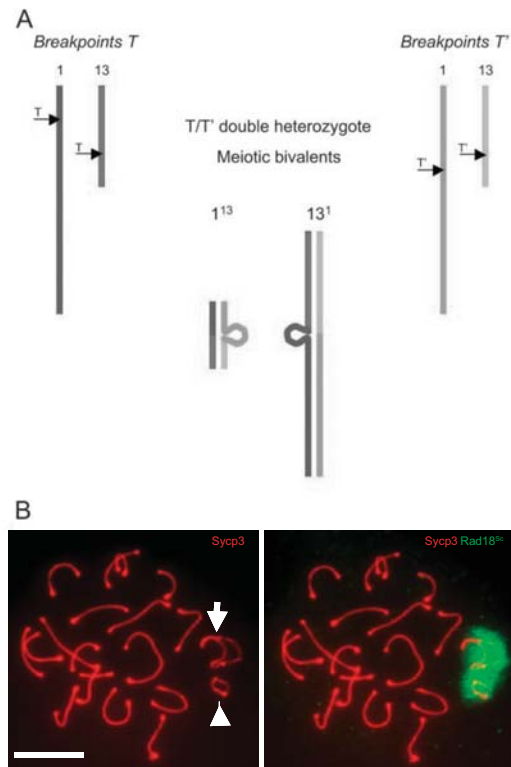 A
Breakpoints T
1 13
T
T
Breakpoints T'
1 13
T'
T'
T/T' double heterozygote
Meiotic bivalents
1¹³ 13¹
B
Sycp3
Sycp3 Rad18ˢᶜ